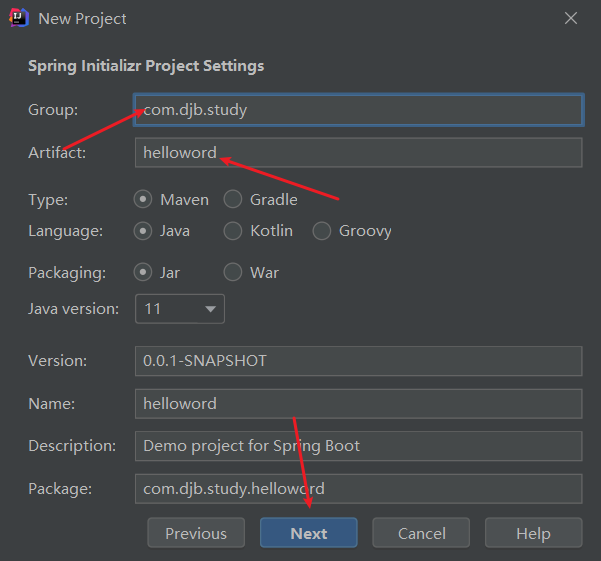 New Project
Spring Initializr Project Settings
Group: com.djb.study
Artifact: helloword
Type: Maven Gradle
Language: Java Kotlin Groovy
Packaging: Jar War
Java version: 11
Version: 0.0.1-SNAPSHOT
Name: helloword
Description: Demo project for Spring Boot
Package: com.djb.study.helloword
Previous Next Cancel Help